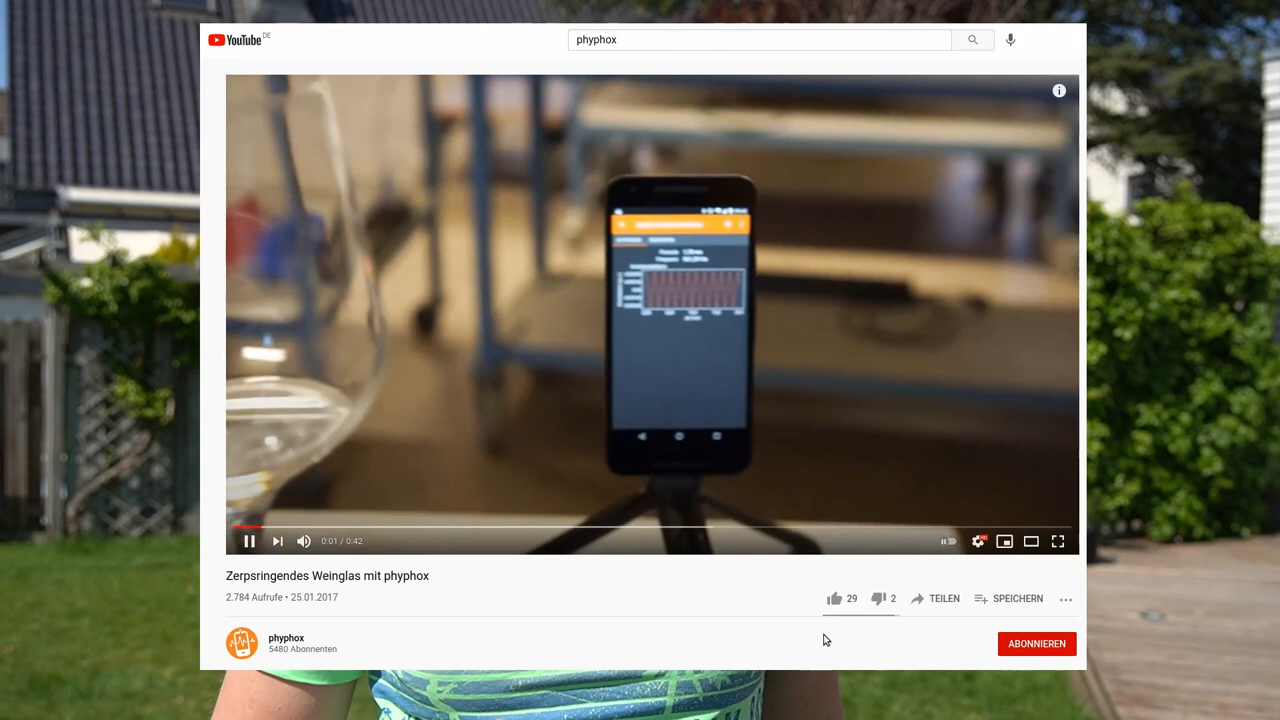 YouTube DE
phyphox
0:01 / 0:42
HD
Zerpsringendes Weinglas mit phyphox
2.784 Aufrufe • 25.01.2017
29
2
TEILEN
SPEICHERN
phyphox
5480 Abonnenten
ABONNIEREN